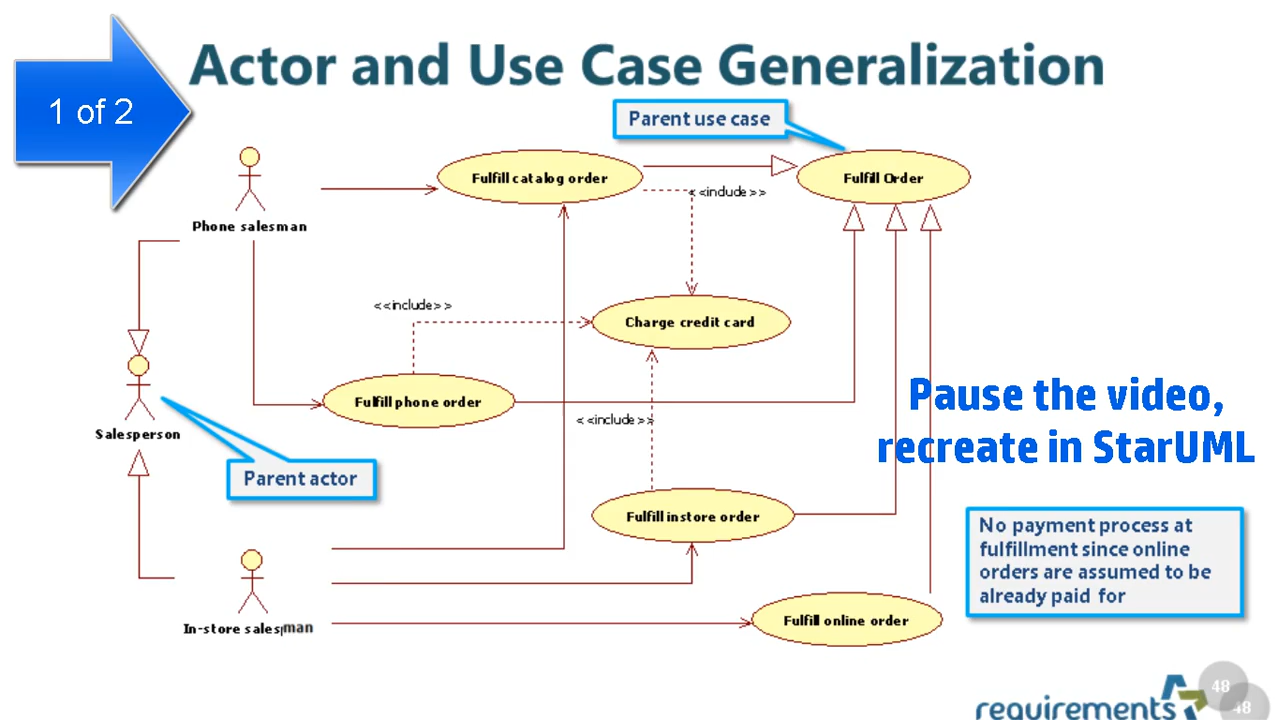 Actor and Use Case Generalization
1 of 2
Parent use case
Fulfill catalog order
Fulfill Order
<<include>>
Phone salesman
<<include>>
Charge credit card
Fulfill phone order
Pause the video,
recreate in StarUML
<<include>>
Salesperson
Parent actor
Fulfill instore order
No payment process at
fulfillment since online
orders are assumed to be
already paid for
In-store salesman
Fulfill online order
requirements
48
48